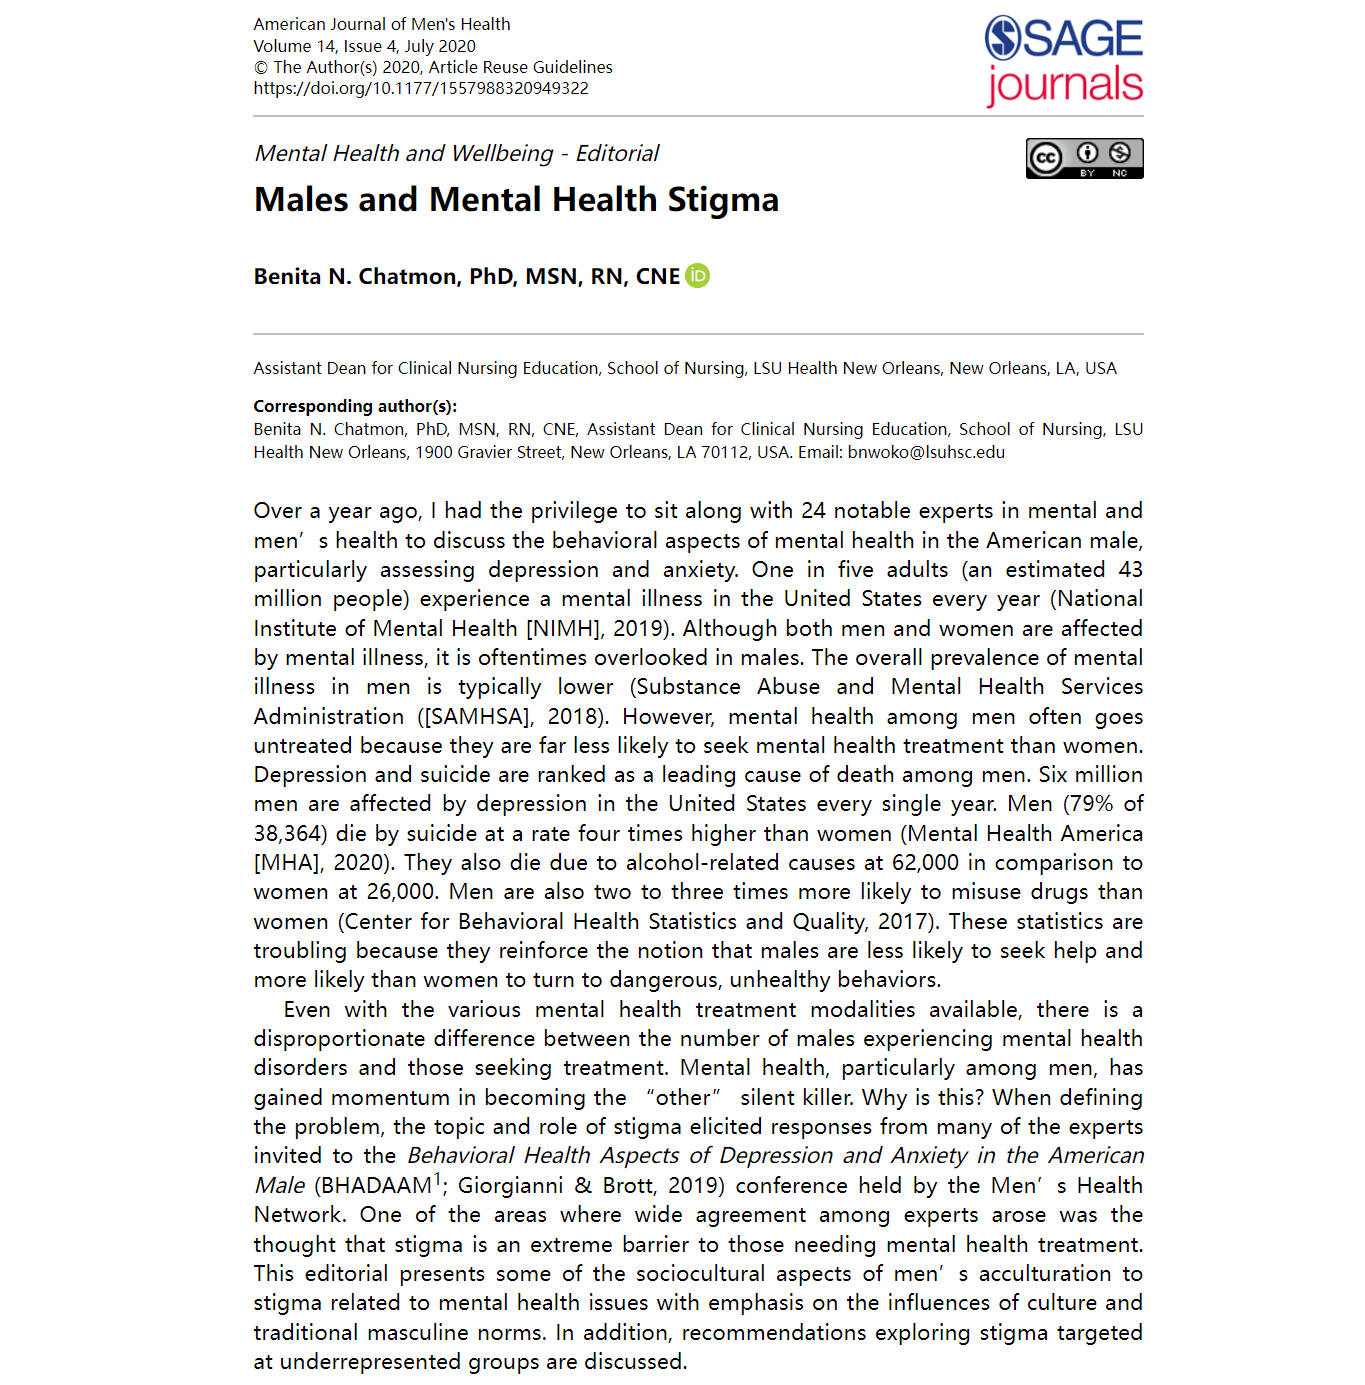 American Journal of Men's Health
Volume 14, Issue 4, July 2020
© The Author(s) 2020, Article Reuse Guidelines
https://doi.org/10.1177/1557988320949322
SAGE
journals
Mental Health and Wellbeing - Editorial
cc BY NC
Males and Mental Health Stigma
Benita N. Chatmon, PhD, MSN, RN, CNE iD
Assistant Dean for Clinical Nursing Education, School of Nursing, LSU Health New Orleans, New Orleans, LA, USA
Corresponding author(s):
Benita N. Chatmon, PhD, MSN, RN, CNE, Assistant Dean for Clinical Nursing Education, School of Nursing, LSU
Health New Orleans, 1900 Gravier Street, New Orleans, LA 70112, USA. Email: bnwoko@lsuhsc.edu
Over a year ago, I had the privilege to sit along with 24 notable experts in mental and
men’s health to discuss the behavioral aspects of mental health in the American male,
particularly assessing depression and anxiety. One in five adults (an estimated 43
million people) experience a mental illness in the United States every year (National
Institute of Mental Health [NIMH], 2019). Although both men and women are affected
by mental illness, it is oftentimes overlooked in males. The overall prevalence of mental
illness in men is typically lower (Substance Abuse and Mental Health Services
Administration ([SAMHSA], 2018). However, mental health among men often goes
untreated because they are far less likely to seek mental health treatment than women.
Depression and suicide are ranked as a leading cause of death among men. Six million
men are affected by depression in the United States every single year. Men (79% of
38,364) die by suicide at a rate four times higher than women (Mental Health America
[MHA], 2020). They also die due to alcohol-related causes at 62,000 in comparison to
women at 26,000. Men are also two to three times more likely to misuse drugs than
women (Center for Behavioral Health Statistics and Quality, 2017). These statistics are
troubling because they reinforce the notion that males are less likely to seek help and
more likely than women to turn to dangerous, unhealthy behaviors.
Even with the various mental health treatment modalities available, there is a
disproportionate difference between the number of males experiencing mental health
disorders and those seeking treatment. Mental health, particularly among men, has
gained momentum in becoming the “other” silent killer. Why is this? When defining
the problem, the topic and role of stigma elicited responses from many of the experts
invited to the Behavioral Health Aspects of Depression and Anxiety in the American
Male (BHADAAM1; Giorgianni & Brott, 2019) conference held by the Men’s Health
Network. One of the areas where wide agreement among experts arose was the
thought that stigma is an extreme barrier to those needing mental health treatment.
This editorial presents some of the sociocultural aspects of men’s acculturation to
stigma related to mental health issues with emphasis on the influences of culture and
traditional masculine norms. In addition, recommendations exploring stigma targeted
at underrepresented groups are discussed.